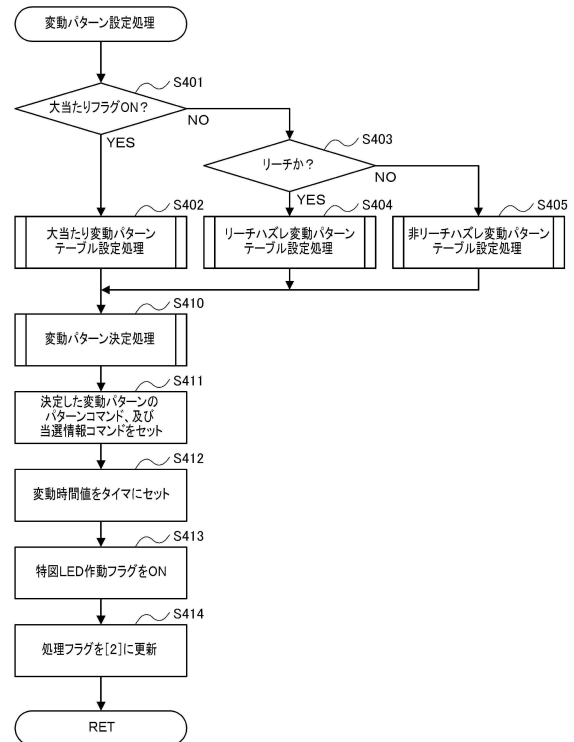 変動パターン設定処理
S401
大当たりフラグON?
NO
YES
S403
リーチか?
NO
YES
S402
大当たり変動パターン
テーブル設定処理
S404
リーチハズレ変動パターン
テーブル設定処理
S405
非リーチハズレ変動パターン
テーブル設定処理
S410
変動パターン決定処理
S411
決定した変動パターンの
パターンコマンド、及び
当選情報コマンドをセット
S412
変動時間値をタイマにセット
S413
特図LED作動フラグをON
S414
処理フラグを[2]に更新
RET